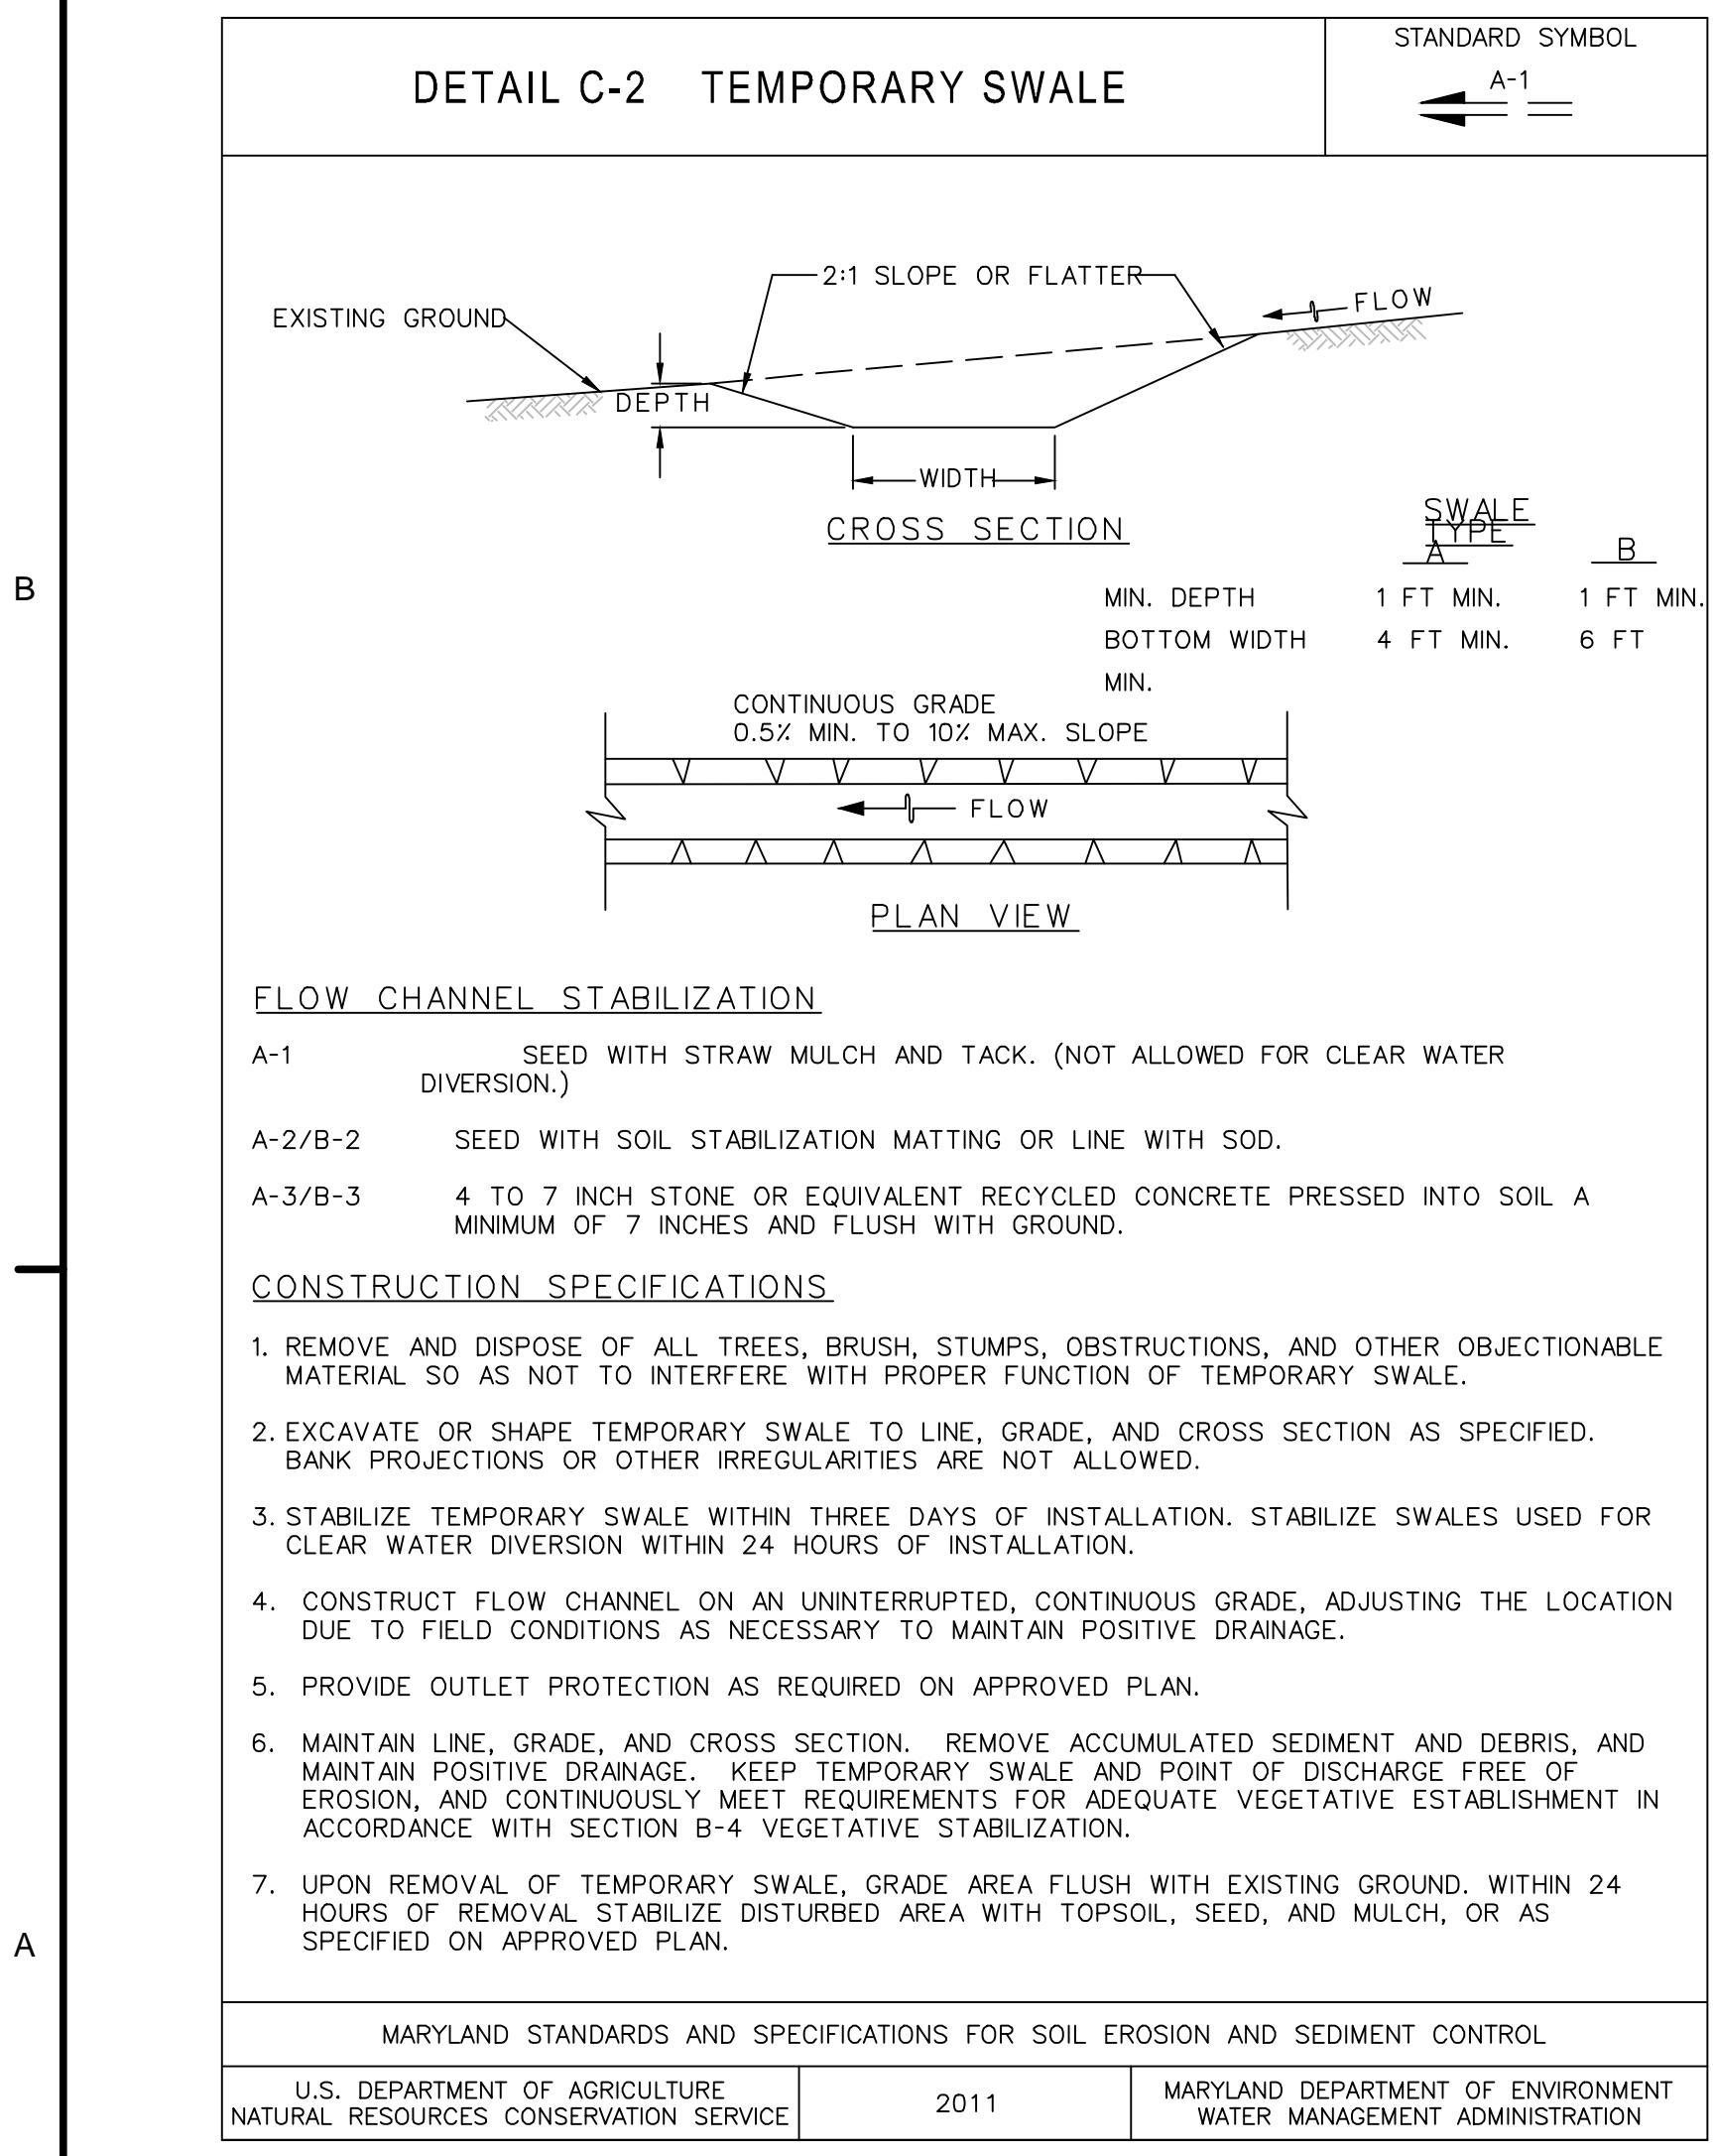 DETAIL C-2 TEMPORARY SWALE
STANDARD SYMBOL
A-1
2:1 SLOPE OR FLATTER
FLOW
EXISTING GROUND
DEPTH
WIDTH
CROSS SECTION
SWALE
TYPE
A B
MIN. DEPTH 1 FT MIN. 1 FT MIN.
BOTTOM WIDTH 4 FT MIN. 6 FT
MIN.
CONTINUOUS GRADE
0.5% MIN. TO 10% MAX. SLOPE
FLOW
PLAN VIEW
B
FLOW CHANNEL STABILIZATION
A-1 SEED WITH STRAW MULCH AND TACK. (NOT ALLOWED FOR CLEAR WATER
DIVERSION.)
A-2/B-2 SEED WITH SOIL STABILIZATION MATTING OR LINE WITH SOD.
A-3/B-3 4 TO 7 INCH STONE OR EQUIVALENT RECYCLED CONCRETE PRESSED INTO SOIL A
MINIMUM OF 7 INCHES AND FLUSH WITH GROUND.
CONSTRUCTION SPECIFICATIONS
1. REMOVE AND DISPOSE OF ALL TREES, BRUSH, STUMPS, OBSTRUCTIONS, AND OTHER OBJECTIONABLE
MATERIAL SO AS NOT TO INTERFERE WITH PROPER FUNCTION OF TEMPORARY SWALE.
2. EXCAVATE OR SHAPE TEMPORARY SWALE TO LINE, GRADE, AND CROSS SECTION AS SPECIFIED.
BANK PROJECTIONS OR OTHER IRREGULARITIES ARE NOT ALLOWED.
3. STABILIZE TEMPORARY SWALE WITHIN THREE DAYS OF INSTALLATION. STABILIZE SWALES USED FOR
CLEAR WATER DIVERSION WITHIN 24 HOURS OF INSTALLATION.
4. CONSTRUCT FLOW CHANNEL ON AN UNINTERRUPTED, CONTINUOUS GRADE, ADJUSTING THE LOCATION
DUE TO FIELD CONDITIONS AS NECESSARY TO MAINTAIN POSITIVE DRAINAGE.
5. PROVIDE OUTLET PROTECTION AS REQUIRED ON APPROVED PLAN.
6. MAINTAIN LINE, GRADE, AND CROSS SECTION. REMOVE ACCUMULATED SEDIMENT AND DEBRIS, AND
MAINTAIN POSITIVE DRAINAGE. KEEP TEMPORARY SWALE AND POINT OF DISCHARGE FREE OF
EROSION, AND CONTINUOUSLY MEET REQUIREMENTS FOR ADEQUATE VEGETATIVE ESTABLISHMENT IN
ACCORDANCE WITH SECTION B-4 VEGETATIVE STABILIZATION.
7. UPON REMOVAL OF TEMPORARY SWALE, GRADE AREA FLUSH WITH EXISTING GROUND. WITHIN 24
HOURS OF REMOVAL STABILIZE DISTURBED AREA WITH TOPSOIL, SEED, AND MULCH, OR AS
SPECIFIED ON APPROVED PLAN.
A
MARYLAND STANDARDS AND SPECIFICATIONS FOR SOIL EROSION AND SEDIMENT CONTROL
U.S. DEPARTMENT OF AGRICULTURE
NATURAL RESOURCES CONSERVATION SERVICE
2011
MARYLAND DEPARTMENT OF ENVIRONMENT
WATER MANAGEMENT ADMINISTRATION